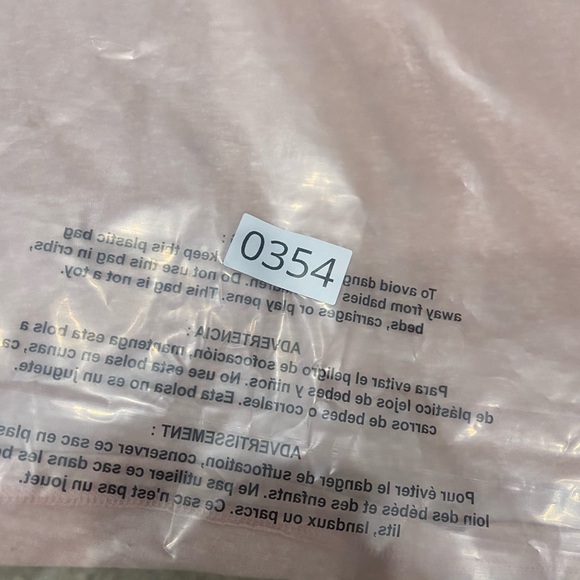 0354
To avoid dang keep this plastic bag
away from babies Do not use this bag in cribs,
beds, carriages or play pens. This bag is not a toy.
ADVERTENCIA :
Para evitar el peligro de sofocación, mantenga esta bolsa
de plástico lejos de bebes y niños. No use esta bolsa en cunas, ca
carros de bebes o corrales. Esta bolsa no es un juguete.
ADVERTISSEMENT :
Pour éviter le danger de suffocation, conserver ce sac en plas
loin des bébés et des enfants. Ne pas utiliser ce sac dans les
lits, landaux ou parcs. Ce sac n'est pas un jouet.